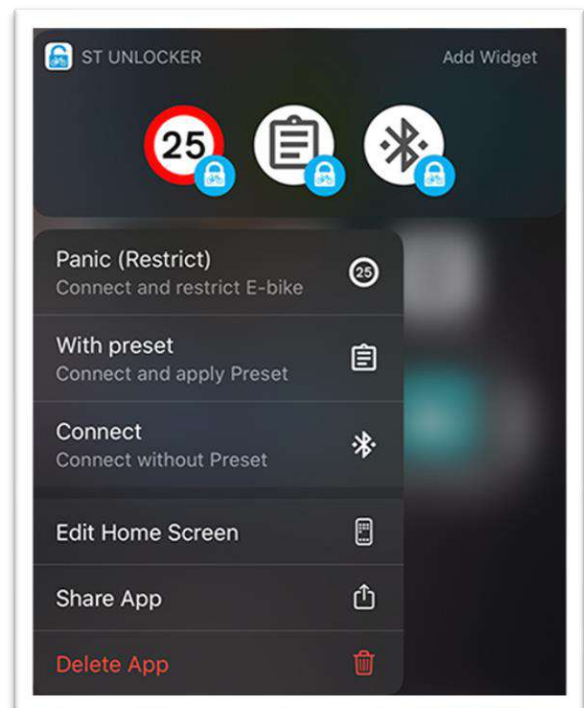 ST UNLOCKER Add Widget
25
Panic (Restrict)
25
Connect and restrict E-bike
With preset
Connect and apply Preset
Connect
Connect without Preset
Edit Home Screen
Share App
Delete App